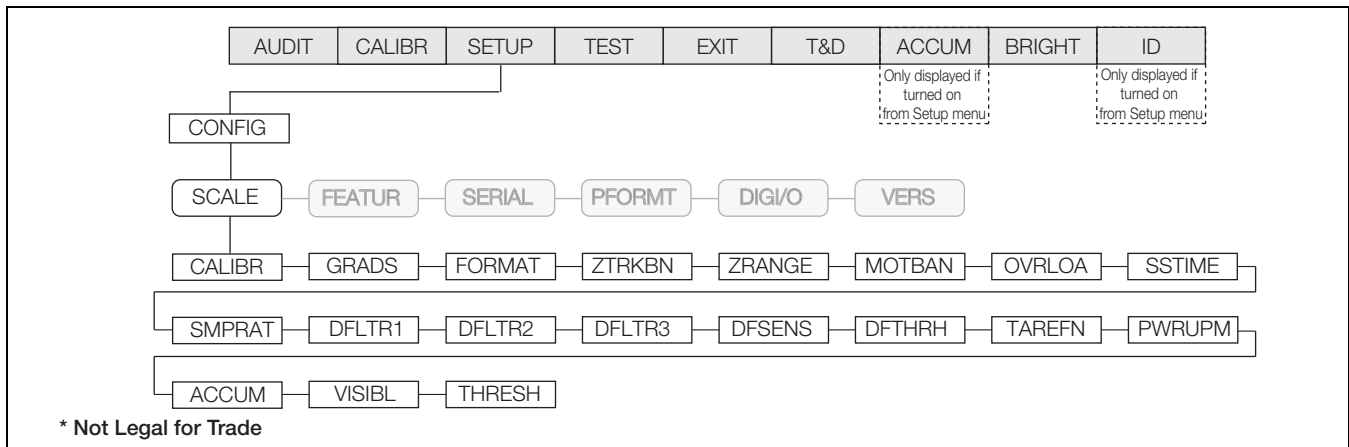 AUDIT CALIBR SETUP TEST EXIT T&D ACCUM BRIGHT ID
Only displayed if turned on from Setup menu
Only displayed if turned on from Setup menu
CONFIG
SCALE FEATUR SERIAL PFORMT DIGI/O VERS
CALIBR GRADS FORMAT ZTRKBN ZRANGE MOTBAN OVRLOA SSTIME
SMPRAT DFLTR1 DFLTR2 DFLTR3 DFSENS DFTHRH TAREFN PWRUPM
ACCUM VISIBL THRESH
* Not Legal for Trade